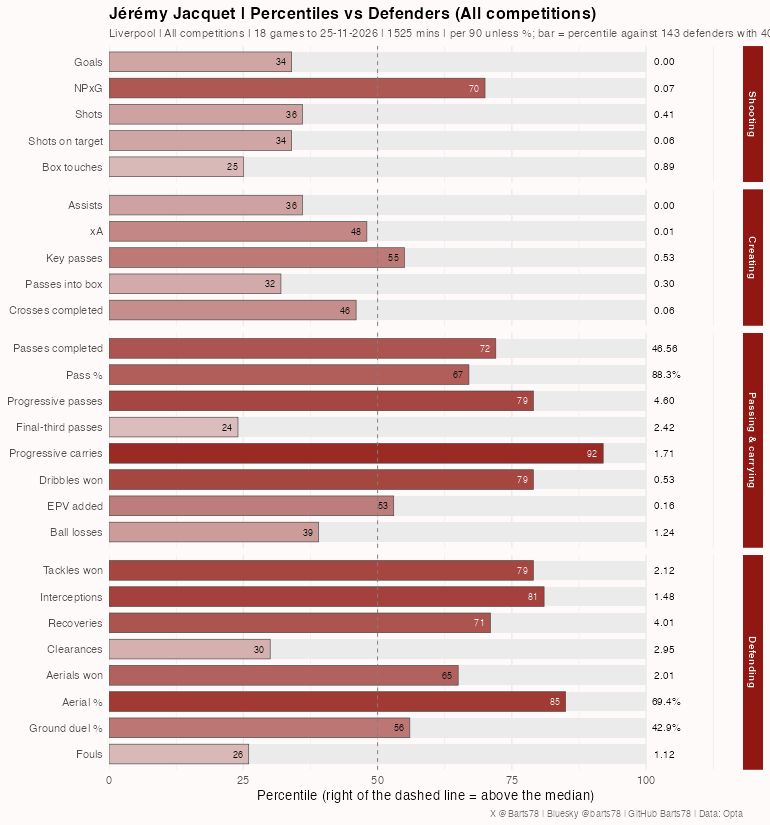 Jérémy Jacquet | Percentiles vs Defenders (All competitions)
Liverpool | All competitions | 18 games to 25-11-2026 | 1525 mins | per 90 unless %; bar = percentile against 143 defenders with 40
Goals 34 0.00
NPxG 70 0.07
Shots 36 0.41
Shots on target 34 0.06
Box touches 25 0.89
Shooting
Assists 36 0.00
xA 48 0.01
Key passes 55 0.53
Passes into box 32 0.30
Crosses completed 46 0.06
Creating
Passes completed 72 46.56
Pass % 67 88.3%
Progressive passes 79 4.60
Final-third passes 24 2.42
Progressive carries 92 1.71
Dribbles won 79 0.53
EPV added 53 0.16
Ball losses 39 1.24
Passing & carrying
Tackles won 79 2.12
Interceptions 81 1.48
Recoveries 71 4.01
Clearances 30 2.95
Aerials won 65 2.01
Aerial % 85 69.4%
Ground duel % 56 42.9%
Fouls 26 1.12
Defending
0 25 50 75 100
Percentile (right of the dashed line = above the median)
X @Barts78 | Bluesky @barts78 | GitHub Barts78 | Data: Opta